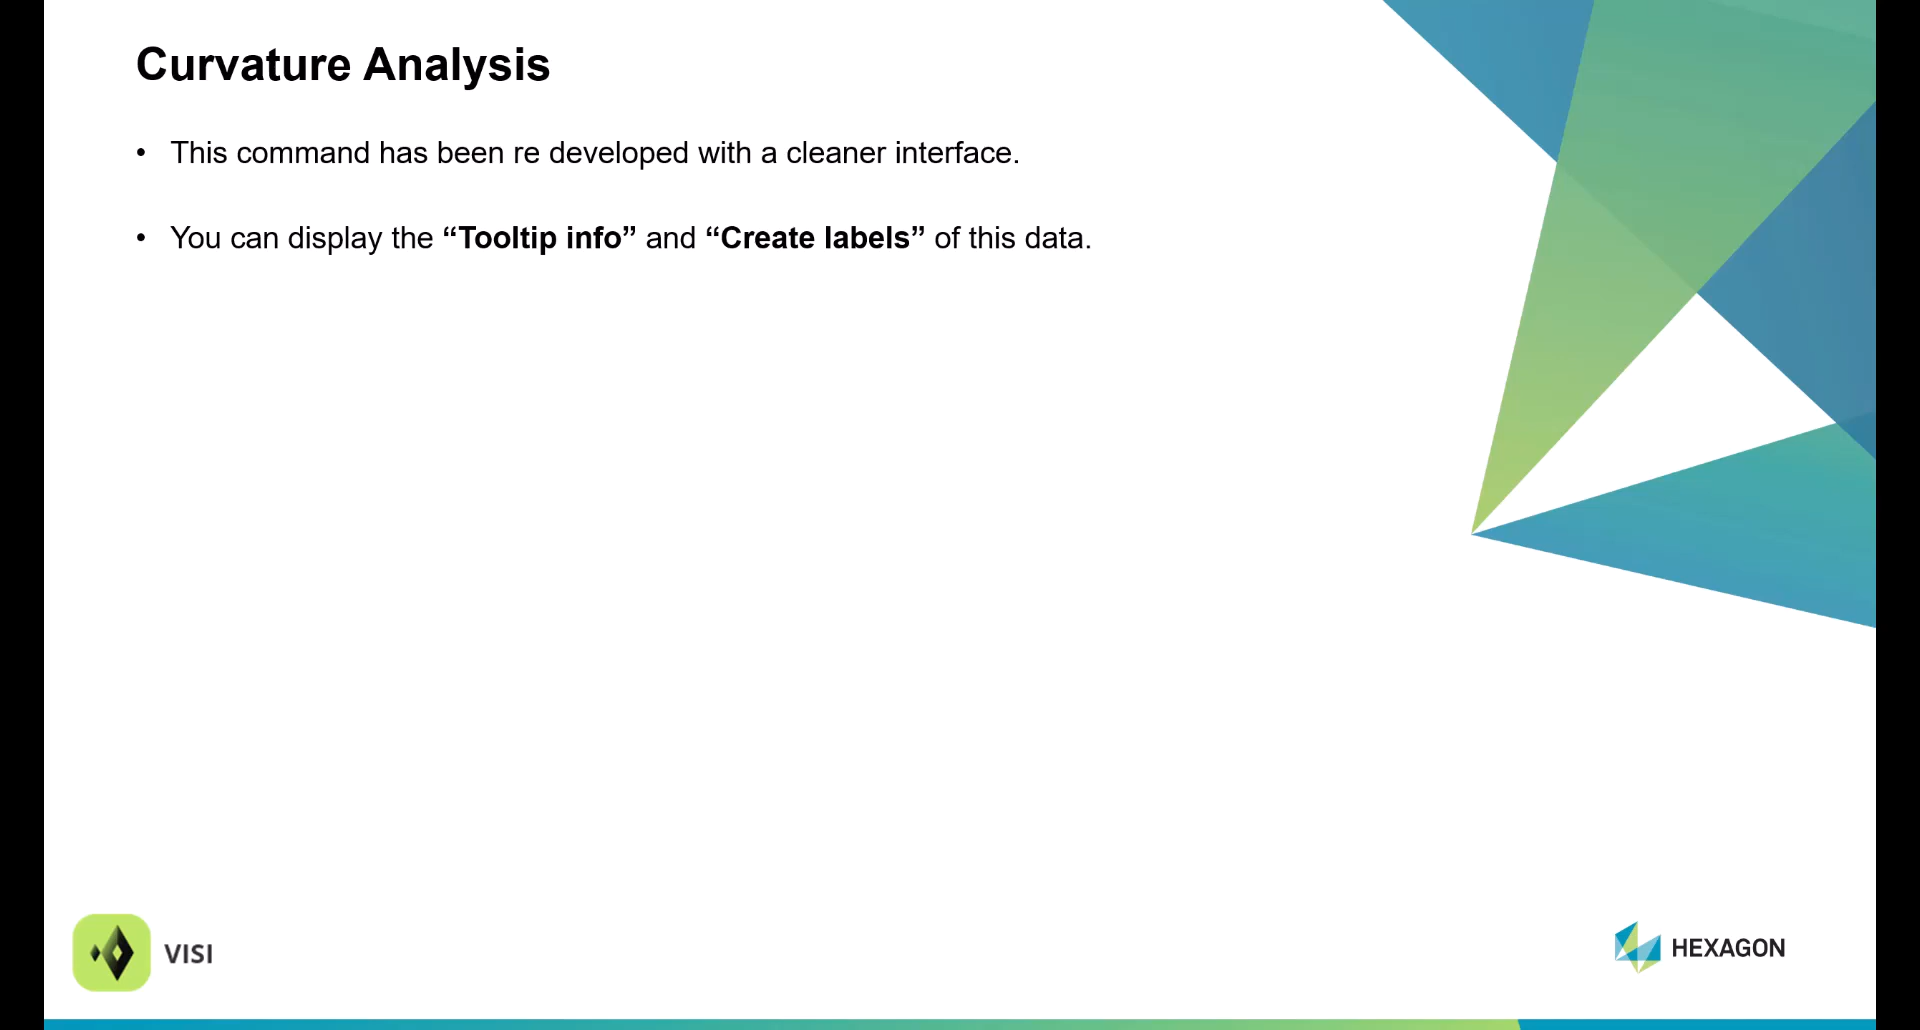 Curvature Analysis
• This command has been re developed with a cleaner interface.
• You can display the “Tooltip info” and “Create labels” of this data.
VISI
HEXAGON